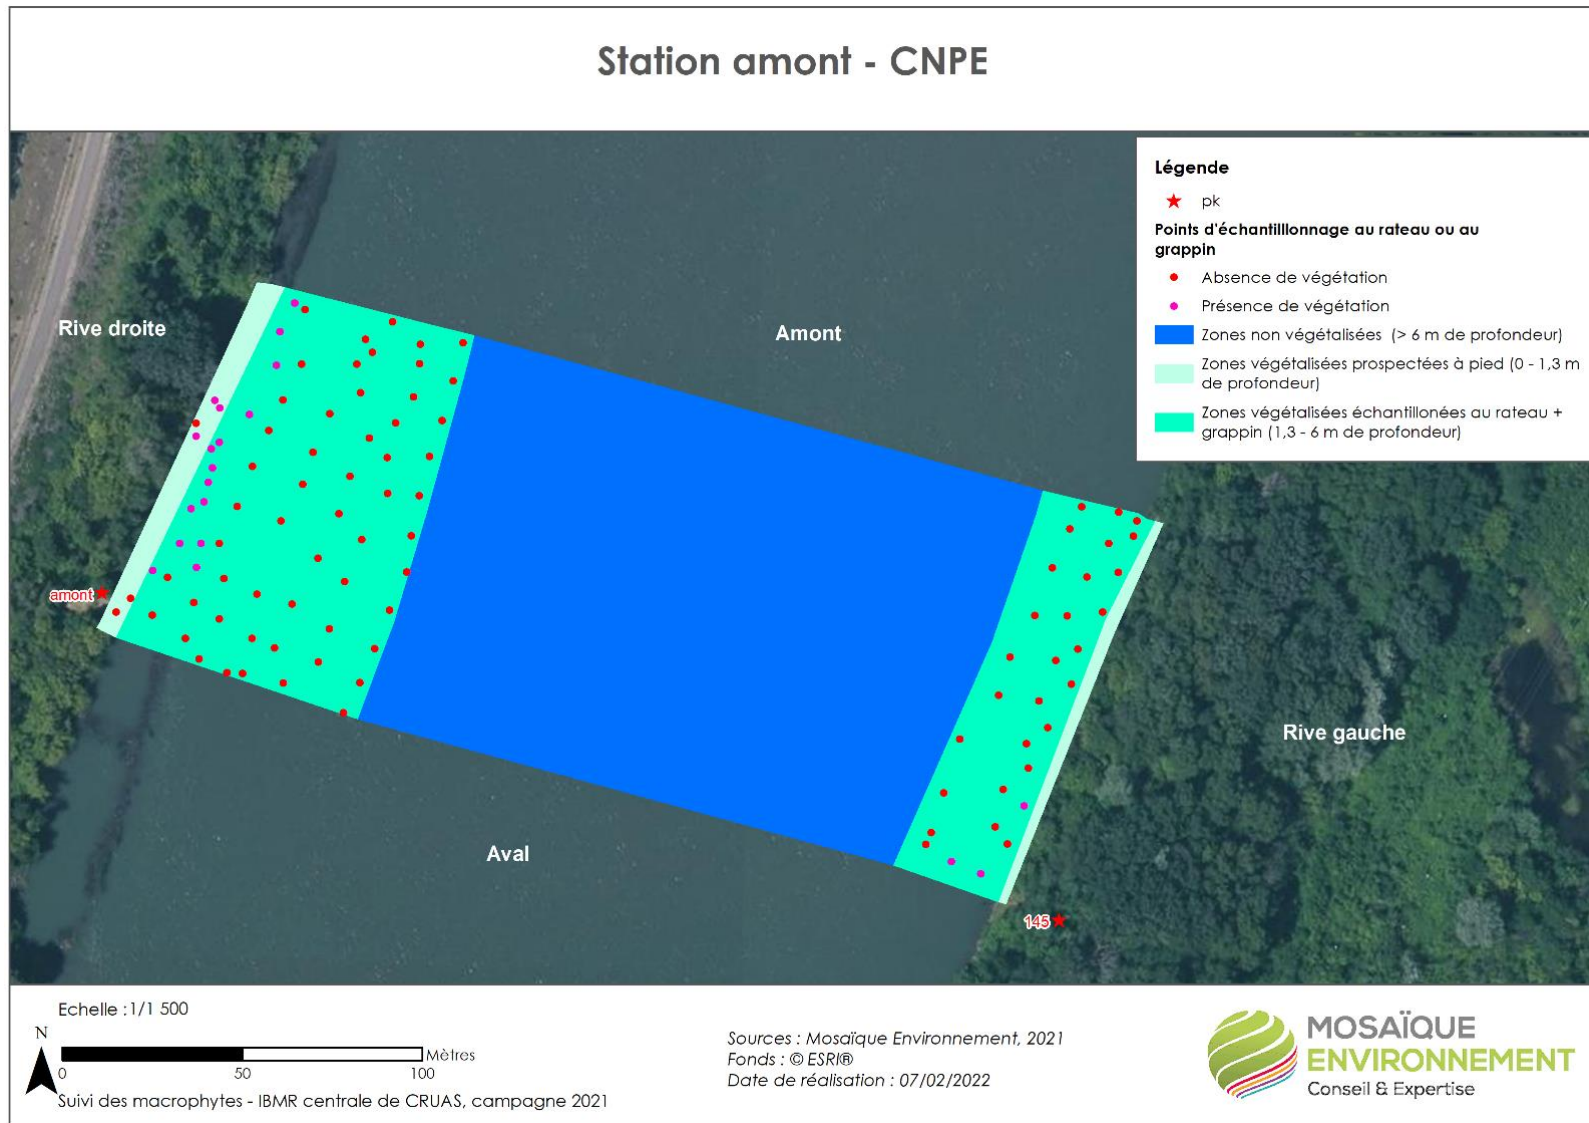 Station amont - CNPE
Légende
pk
Points d'échantilllonnage au rateau ou au
grappin
Absence de végétation
Présence de végétation
Zones non végétalisées (> 6 m de profondeur)
Zones végétalisées prospectées à pied (0 - 1,3 m
de profondeur)
Zones végétalisées échantillonées au rateau +
grappin (1,3 - 6 m de profondeur)
Rive droite
Amont
amont
Rive gauche
Aval
145
Echelle : 1/1 500
N
Mètres
0 50 100
Suivi des macrophytes - IBMR centrale de CRUAS, campagne 2021
Sources : Mosaïque Environnement, 2021
Fonds : © ESRI®
Date de réalisation : 07/02/2022
MOSAÏQUE
ENVIRONNEMENT
Conseil & Expertise